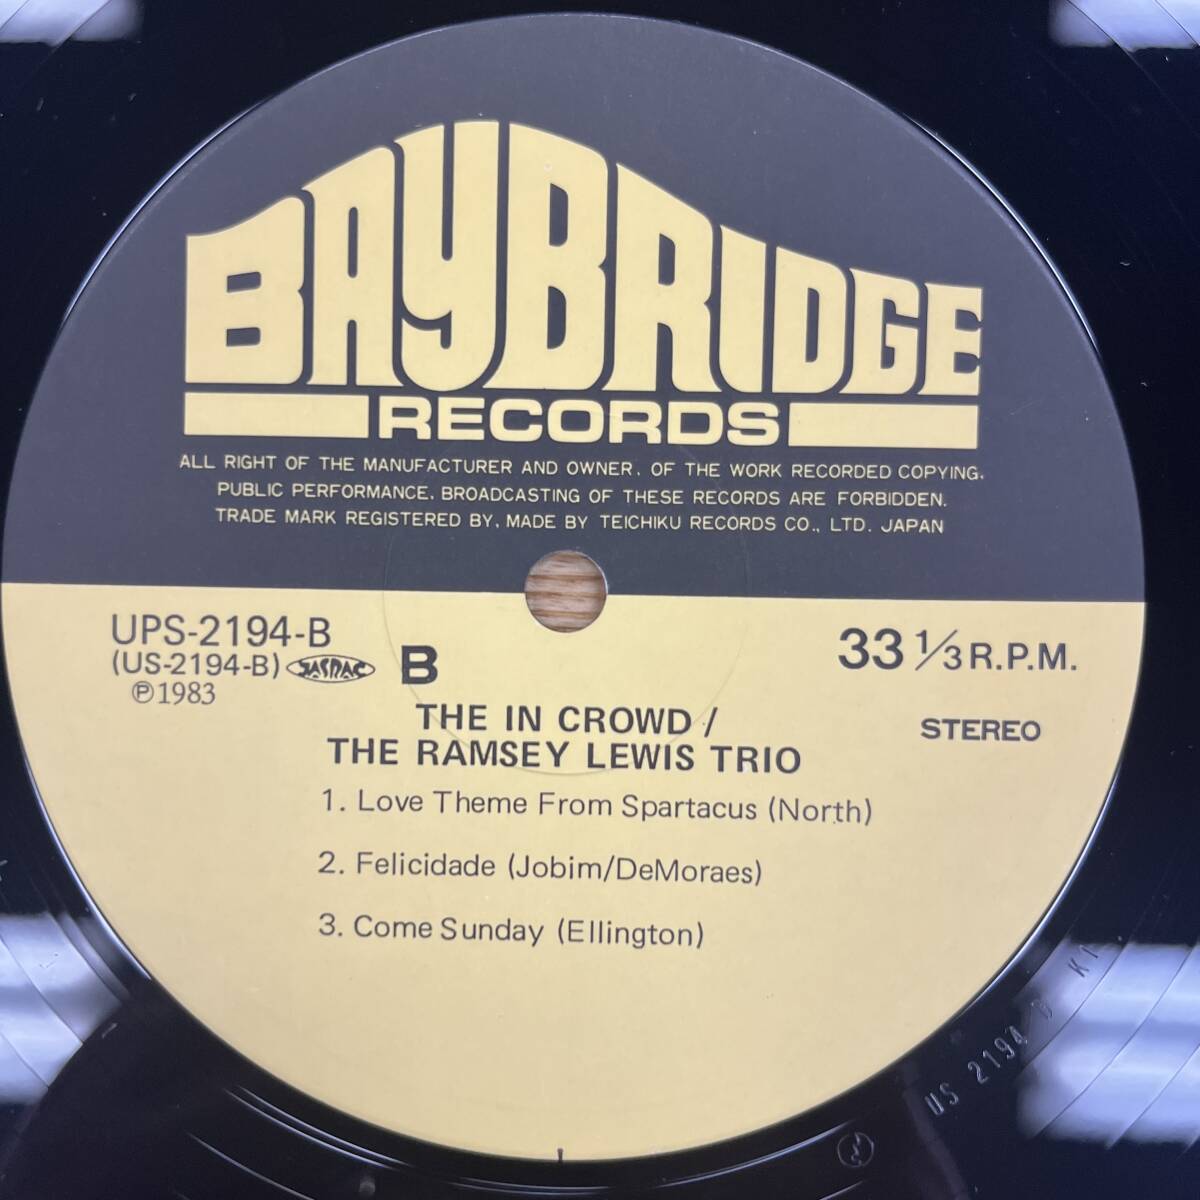 BAYBRIDGE
RECORDS
ALL RIGHT OF THE MANUFACTURER AND OWNER. OF THE WORK RECORDED COPYING.
PUBLIC PERFORMANCE. BROADCASTING OF THESE RECORDS ARE FORBIDDEN.
TRADE MARK REGISTERED BY. MADE BY TEICHIKU RECORDS CO., LTD. JAPAN
UPS-2194-B
(US-2194-B) JASRAC
Ⓟ1983
B
33 1/3 R.P.M.
STEREO
THE IN CROWD /
THE RAMSEY LEWIS TRIO
1. Love Theme From Spartacus (North)
2. Felicidade (Jobim/DeMoraes)
3. Come Sunday (Ellington)
US 2194 B